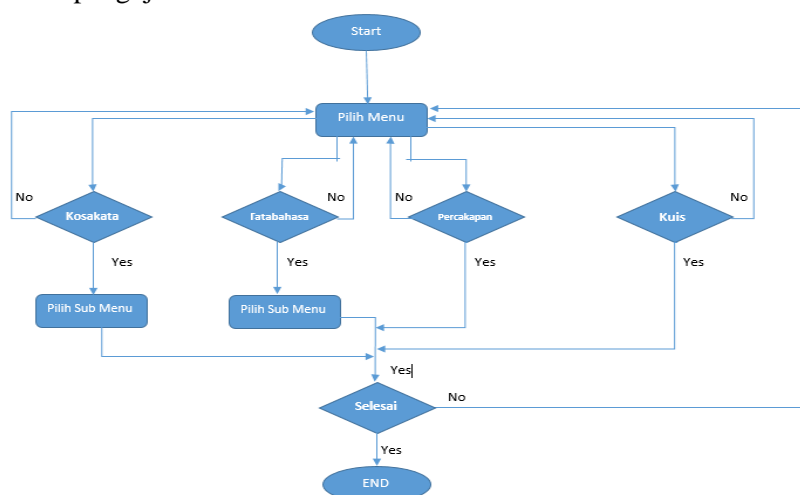 Start
Pilih Menu
No
Kosakata
Tatabahasa
No
No
Percakapan
Kuis
No
Yes
Yes
Yes
Yes
Pilih Sub Menu
Pilih Sub Menu
Yes
Selesai
No
Yes
END